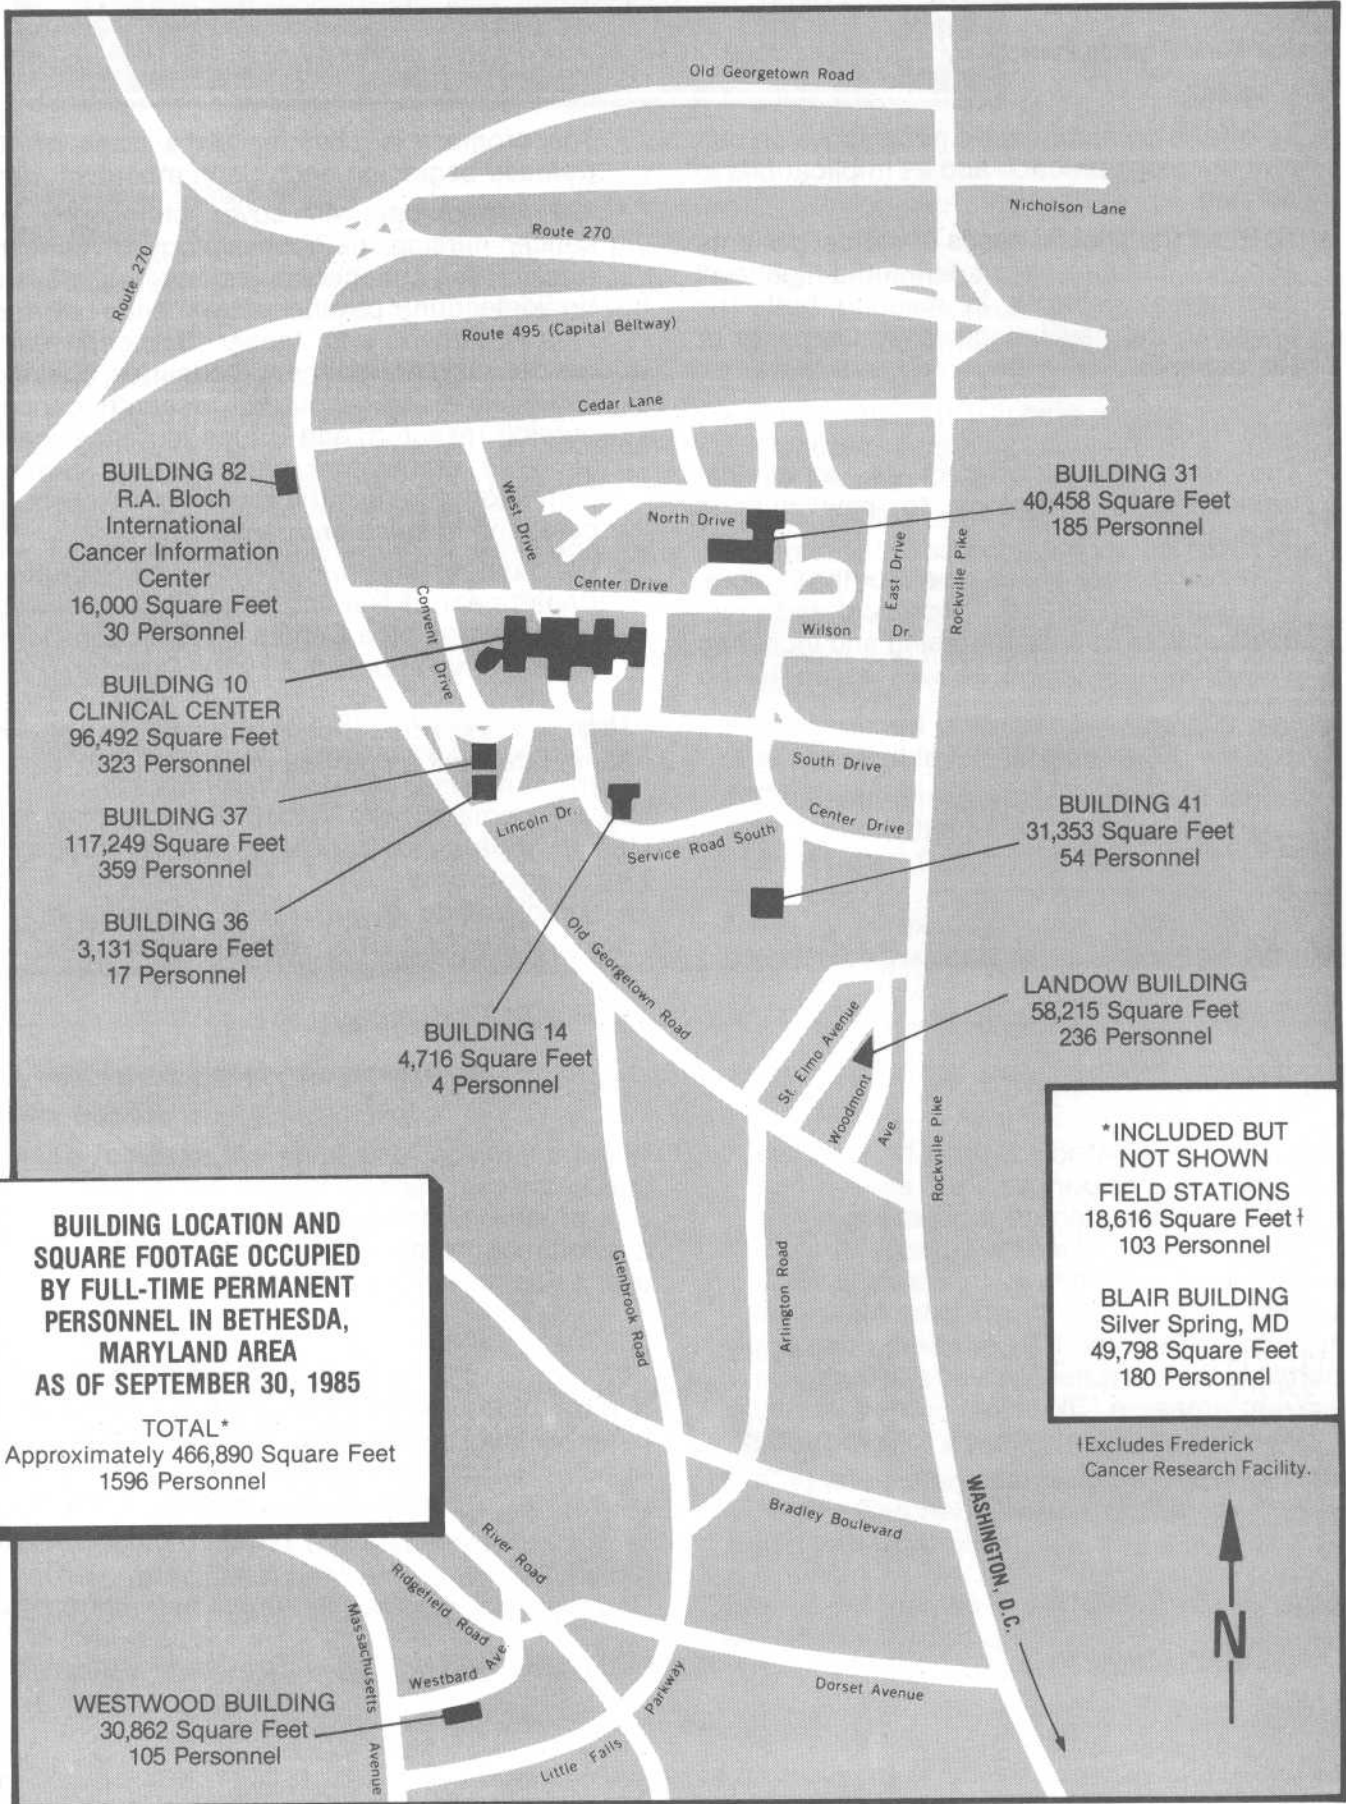 Old Georgetown Road
Nicholson Lane
Route 270
Route 270
Route 495 (Capital Beltway)
Cedar Lane
BUILDING 82
R.A. Bloch
International
Cancer Information
Center
16,000 Square Feet
30 Personnel
West Drive
North Drive
BUILDING 31
40,458 Square Feet
185 Personnel
East Drive
Rockville Pike
Center Drive
Convent Drive
Wilson Dr.
BUILDING 10
CLINICAL CENTER
96,492 Square Feet
323 Personnel
South Drive
BUILDING 37
117,249 Square Feet
359 Personnel
Lincoln Dr.
Service Road South
Center Drive
BUILDING 41
31,353 Square Feet
54 Personnel
BUILDING 36
3,131 Square Feet
17 Personnel
Old Georgetown Road
BUILDING 14
4,716 Square Feet
4 Personnel
St. Elmo Avenue
Woodmont Ave
LANDOW BUILDING
58,215 Square Feet
236 Personnel
Rockville Pike
*INCLUDED BUT
NOT SHOWN
FIELD STATIONS
18,616 Square Feet†
103 Personnel
BLAIR BUILDING
Silver Spring, MD
49,798 Square Feet
180 Personnel
†Excludes Frederick
Cancer Research Facility.
BUILDING LOCATION AND
SQUARE FOOTAGE OCCUPIED
BY FULL-TIME PERMANENT
PERSONNEL IN BETHESDA,
MARYLAND AREA
AS OF SEPTEMBER 30, 1985
TOTAL*
Approximately 466,890 Square Feet
1596 Personnel
Glenbrook Road
Arlington Road
Bradley Boulevard
WASHINGTON, D.C.
N
River Road
Ridgefield Road
Massachusetts Avenue
Westbard Ave.
Dorset Avenue
Little Falls Parkway
WESTWOOD BUILDING
30,862 Square Feet
105 Personnel